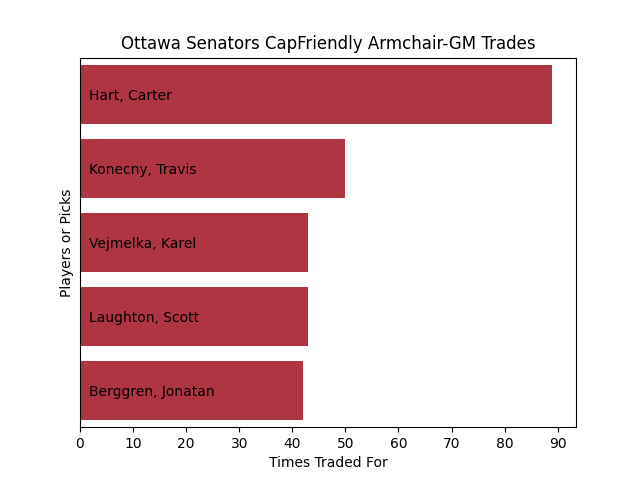 Ottawa Senators CapFriendly Armchair-GM Trades
Players or Picks
Hart, Carter
Konecny, Travis
Vejmelka, Karel
Laughton, Scott
Berggren, Jonatan
0 10 20 30 40 50 60 70 80 90
Times Traded For